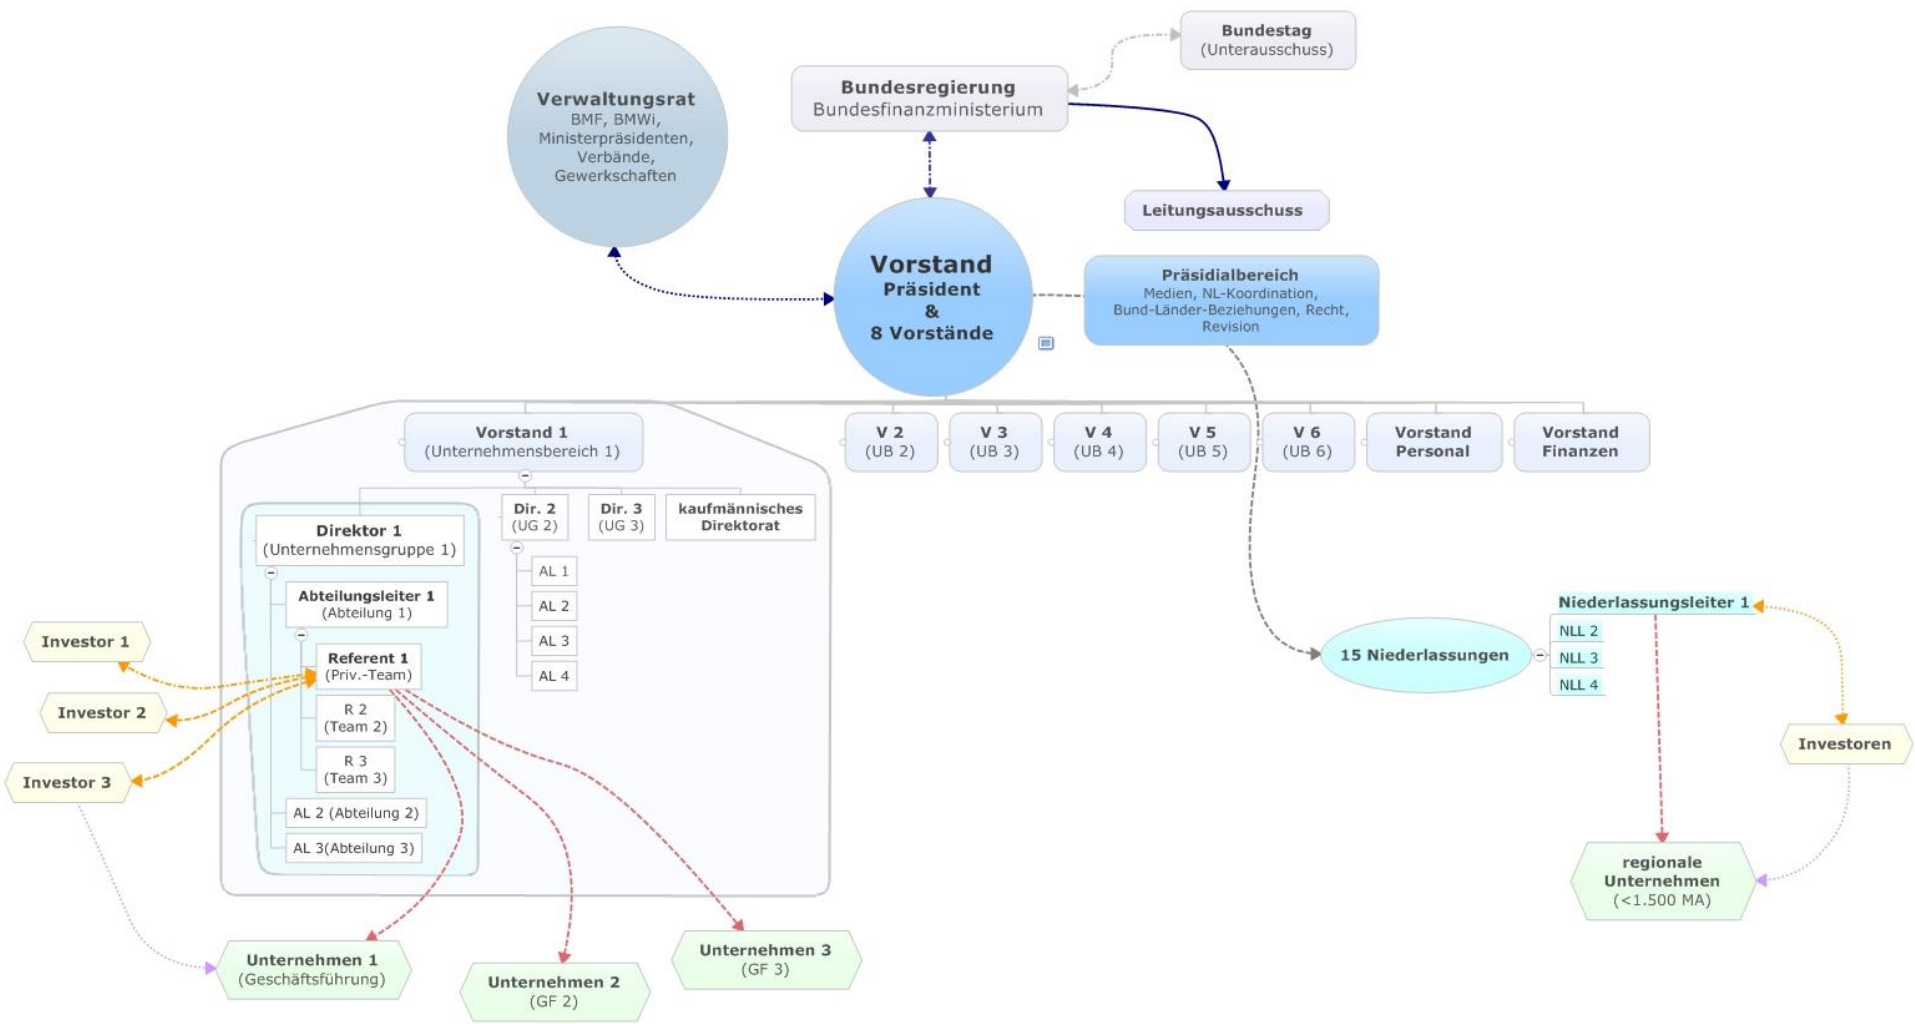 Bundestag
(Unterausschuss)
Bundesregierung
Bundesfinanzministerium
Verwaltungsrat
BMF, BMWi,
Ministerpräsidenten,
Verbände,
Gewerkschaften
Leitungsausschuss
Vorstand
Präsident
&
8 Vorstände
Präsidialbereich
Medien, NL-Koordination,
Bund-Länder-Beziehungen, Recht,
Revision
Vorstand 1
(Unternehmensbereich 1)
V 2
(UB 2)
V 3
(UB 3)
V 4
(UB 4)
V 5
(UB 5)
V 6
(UB 6)
Vorstand
Personal
Vorstand
Finanzen
Direktor 1
(Unternehmensgruppe 1)
Dir. 2
(UG 2)
Dir. 3
(UG 3)
kaufmännisches
Direktorat
AL 1
AL 2
AL 3
AL 4
Abteilungsleiter 1
(Abteilung 1)
Referent 1
(Priv.-Team)
R 2
(Team 2)
R 3
(Team 3)
AL 2 (Abteilung 2)
AL 3(Abteilung 3)
Investor 1
Investor 2
Investor 3
15 Niederlassungen
Niederlassungsleiter 1
NLL 2
NLL 3
NLL 4
Investoren
regionale
Unternehmen
(<1.500 MA)
Unternehmen 1
(Geschäftsführung)
Unternehmen 2
(GF 2)
Unternehmen 3
(GF 3)